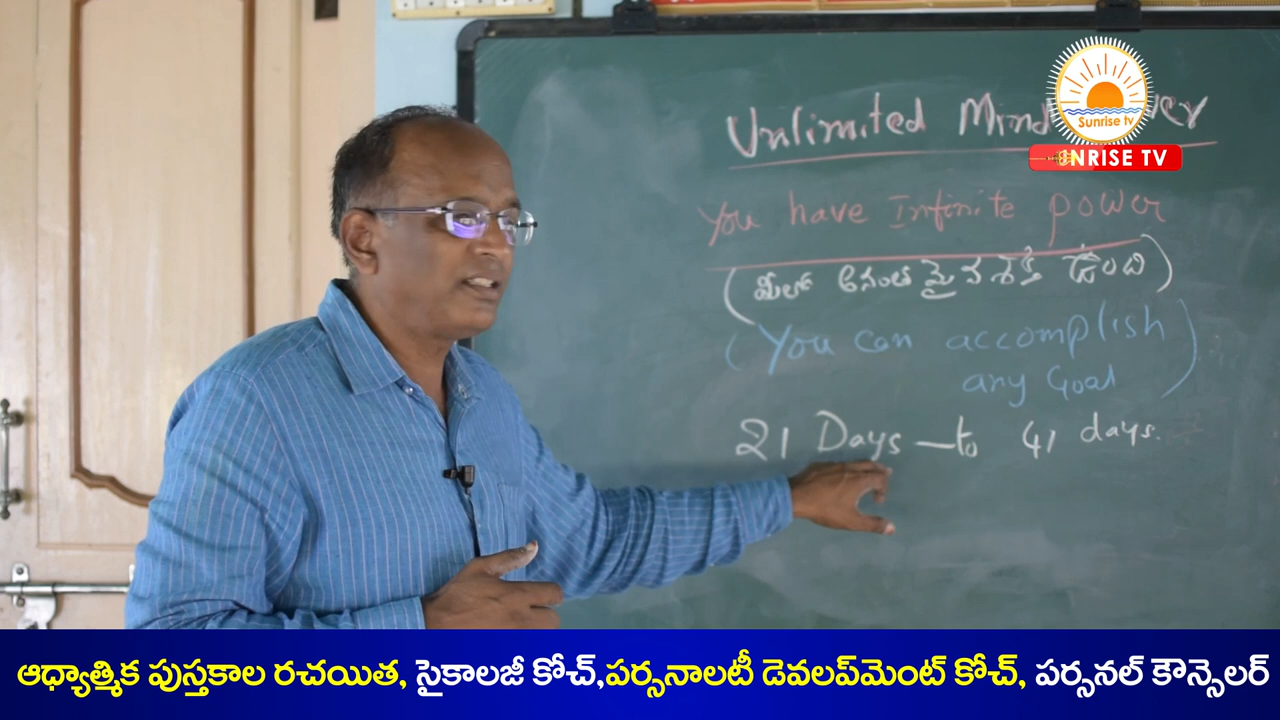 Unlimited Mind
Sunrise tv
NRISE TV
You have Infinite power
(మీలో అనంతమైన శక్తి ఉంది)
(You can accomplish
any Goal)
21 Days – to 41 days.
ఆధ్యాత్మిక పుస్తకాల రచయిత, సైకాలజీ కోచ్,పర్సనాలటీ డెవలప్‌మెంట్ కోచ్, పర్సనల్ కౌన్సెలర్